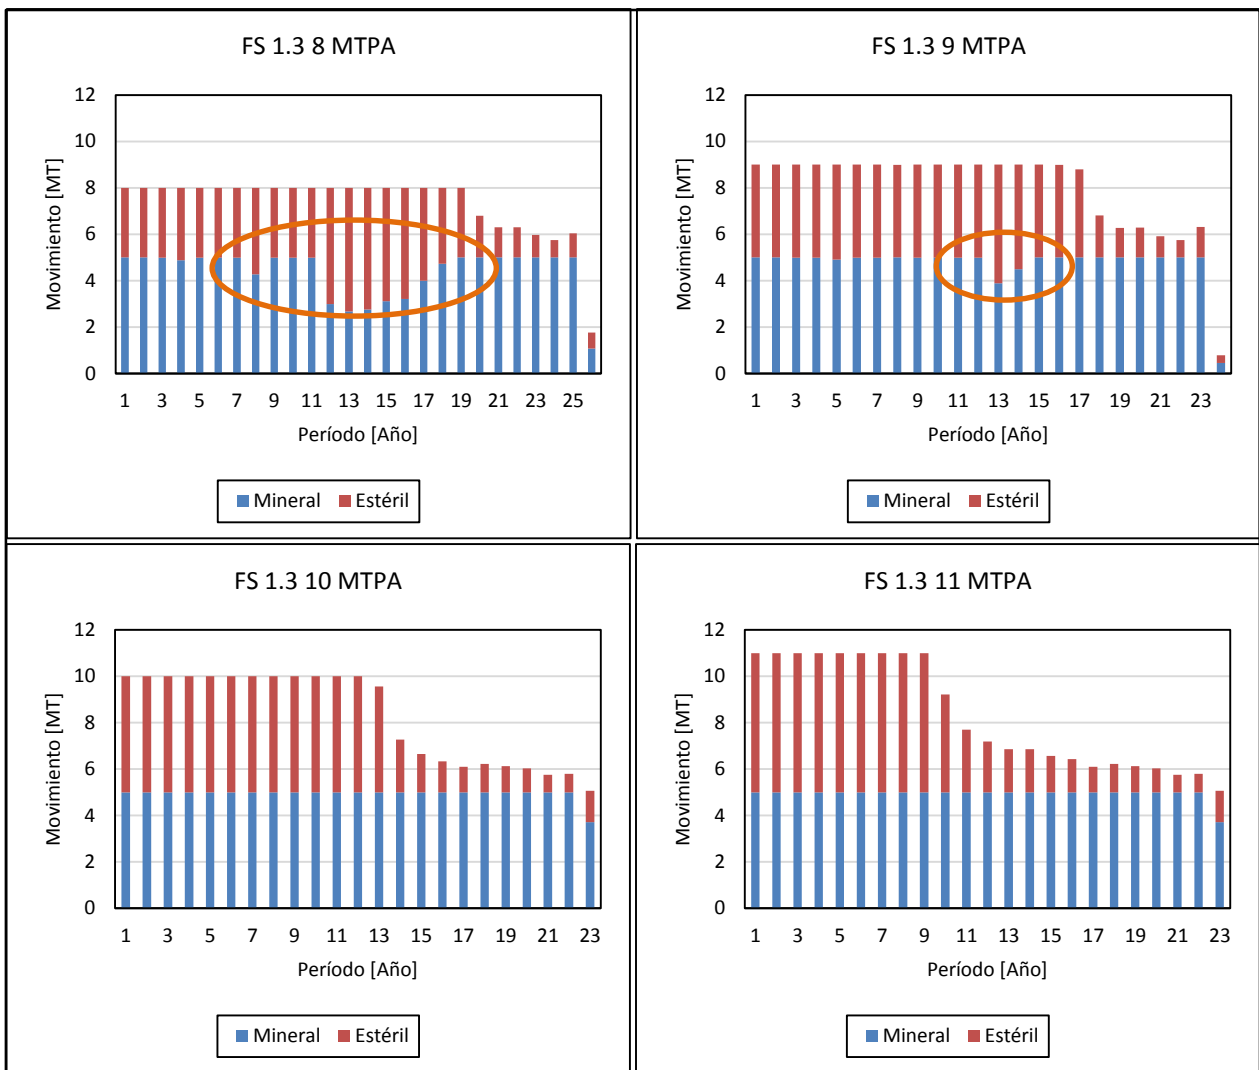 FS 1.3 8 MTPA
12
10
8
6
4
2
0
Movimiento [MT]
1 3 5 7 9 11 13 15 17 19 21 23 25
Período [Año]
Mineral Estéril
FS 1.3 9 MTPA
12
10
8
6
4
2
0
Movimiento [MT]
1 3 5 7 9 11 13 15 17 19 21 23
Período [Año]
Mineral Estéril
FS 1.3 10 MTPA
12
10
8
6
4
2
0
Movimiento [MT]
1 3 5 7 9 11 13 15 17 19 21 23
Período [Año]
Mineral Estéril
FS 1.3 11 MTPA
12
10
8
6
4
2
0
Movimiento [MT]
1 3 5 7 9 11 13 15 17 19 21 23
Período [Año]
Mineral Estéril